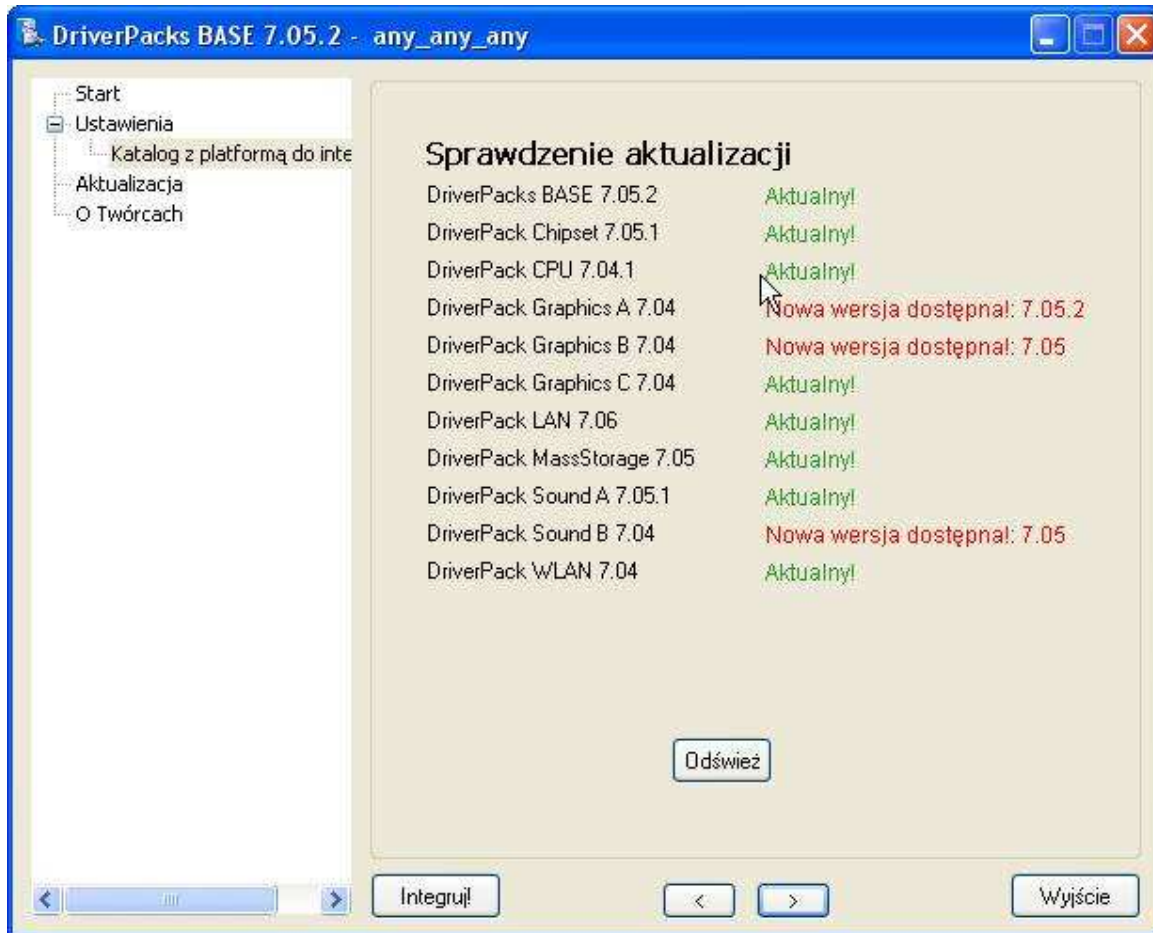 DriverPacks BASE 7.05.2 - any_any_any
Start
Ustawienia
Katalog z platformą do inte
Aktualizacja
O Twórcach
Sprawdzenie aktualizacji
DriverPacks BASE 7.05.2 Aktualny!
DriverPack Chipset 7.05.1 Aktualny!
DriverPack CPU 7.04.1 Aktualny!
DriverPack Graphics A 7.04 Nowa wersja dostępna!: 7.05.2
DriverPack Graphics B 7.04 Nowa wersja dostępna!: 7.05
DriverPack Graphics C 7.04 Aktualny!
DriverPack LAN 7.06 Aktualny!
DriverPack MassStorage 7.05 Aktualny!
DriverPack Sound A 7.05.1 Aktualny!
DriverPack Sound B 7.04 Nowa wersja dostępna!: 7.05
DriverPack WLAN 7.04 Aktualny!
Odśwież
Integruj! < > Wyjście